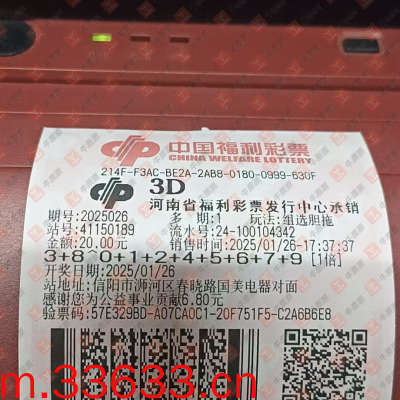 中国福利彩票
CHINA WELFARE LOTTERY
214F-F3AC-BE2A-2AB8-0180-0999-630F
3D
河南省福利彩票发行中心承销
期号:2025026 多 期:1 玩法:组选胆拖
站号:41150189 流水号:24-100104342
金额:20.00元 销售时间:2025/01/26-17:37:37
3+8^0+1+2+4+5+6+7+9 [1倍]
开奖日期:2025/01/26
站地址:信阳市浉河区春晓路国美电器对面
感谢您为公益事业贡献6.80元
验票码:57E329BD-A07CA0C1-20F751F5-C2A6B6E8
m.33633.com